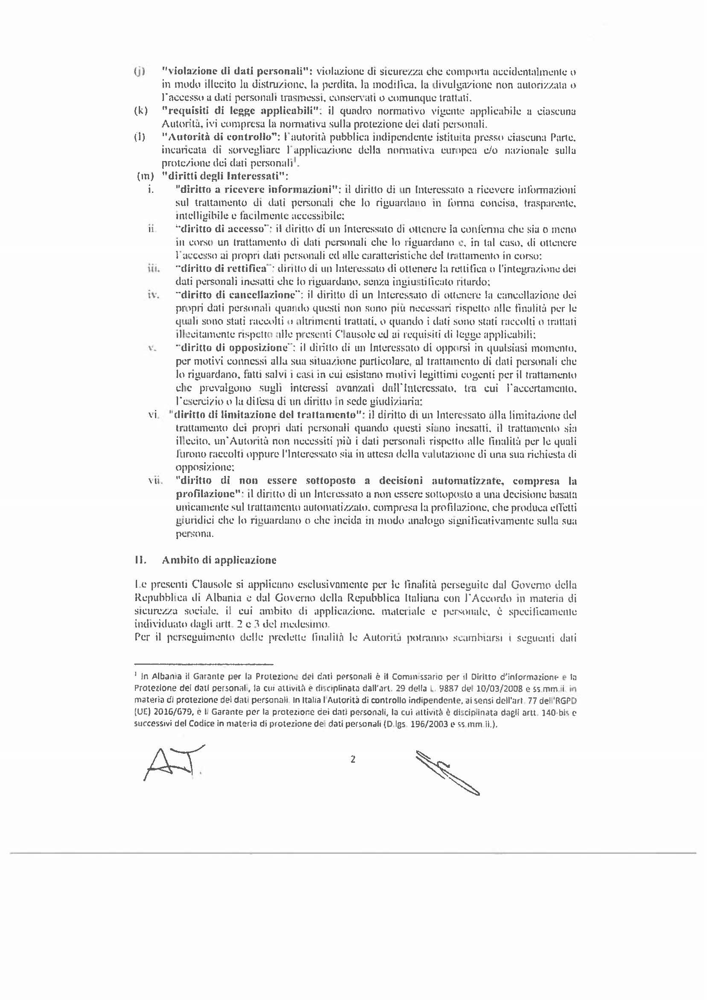 (j) "violazione di dati personali": violazione di sicurezza che comporta accidentalmente o
in modo illecito la distruzione, la perdita, la modifica, la divulgazione non autorizzata o
l'accesso a dati personali trasmessi, conservati o comunque trattati.
(k) "requisiti di legge applicabili": il quadro normativo vigente applicabile a ciascuna
Autorità, ivi compresa la normativa sulla protezione dei dati personali.
(l) "Autorità di controllo": l'autorità pubblica indipendente istituita presso ciascuna Parte,
incaricata di sorvegliare l'applicazione della normativa europea e/o nazionale sulla
protezione dei dati personali¹.
(m) "diritti degli Interessati":
i. "diritto a ricevere informazioni": il diritto di un Interessato a ricevere informazioni
sul trattamento di dati personali che lo riguardano in forma concisa, trasparente,
intelligibile e facilmente accessibile;
ii. "diritto di accesso": il diritto di un Interessato di ottenere la conferma che sia o meno
in corso un trattamento di dati personali che lo riguardano e, in tal caso, di ottenere
l'accesso ai propri dati personali ed alle caratteristiche del trattamento in corso;
iii. "diritto di rettifica": diritto di un Interessato di ottenere la rettifica o l'integrazione dei
dati personali inesatti che lo riguardano, senza ingiustificato ritardo;
iv. "diritto di cancellazione": il diritto di un Interessato di ottenere la cancellazione dei
propri dati personali quando questi non sono più necessari rispetto alle finalità per le
quali sono stati raccolti o altrimenti trattati, o quando i dati sono stati raccolti o trattati
illecitamente rispetto alle presenti Clausole ed ai requisiti di legge applicabili;
v. "diritto di opposizione": il diritto di un Interessato di opporsi in qualsiasi momento,
per motivi connessi alla sua situazione particolare, al trattamento di dati personali che
lo riguardano, fatti salvi i casi in cui esistano motivi legittimi cogenti per il trattamento
che prevalgono sugli interessi avanzati dall'Interessato, tra cui l'accertamento,
l'esercizio o la difesa di un diritto in sede giudiziaria;
vi. "diritto di limitazione del trattamento": il diritto di un Interessato alla limitazione del
trattamento dei propri dati personali quando questi siano inesatti, il trattamento sia
illecito, un'Autorità non necessiti più i dati personali rispetto alle finalità per le quali
furono raccolti oppure l'Interessato sia in attesa della valutazione di una sua richiesta di
opposizione;
vii. "diritto di non essere sottoposto a decisioni automatizzate, compresa la
profilazione": il diritto di un Interessato a non essere sottoposto a una decisione basata
unicamente sul trattamento automatizzato, compresa la profilazione, che produca effetti
giuridici che lo riguardano o che incida in modo analogo significativamente sulla sua
persona.
II. Ambito di applicazione
Le presenti Clausole si applicano esclusivamente per le finalità perseguite dal Governo della
Repubblica di Albania e dal Governo della Repubblica Italiana con l'Accordo in materia di
sicurezza sociale, il cui ambito di applicazione, materiale e personale, è specificamente
individuato dagli artt. 2 e 3 del medesimo.
Per il perseguimento delle predette finalità le Autorità potranno scambiarsi i seguenti dati
¹ In Albania il Garante per la Protezione dei dati personali è il Commissario per il Diritto d'informazione e la
Protezione dei dati personali, la cui attività è disciplinata dall'art. 29 della L. 9887 del 10/03/2008 e ss.mm.ii. in
materia di protezione dei dati personali. In Italia l'Autorità di controllo indipendente, ai sensi dell'art. 77 dell'RGPD
(UE) 2016/679, è il Garante per la protezione dei dati personali, la cui attività è disciplinata dagli artt. 140-bis e
successivi del Codice in materia di protezione dei dati personali (D.lgs. 196/2003 e ss.mm.ii.).
AT.
2